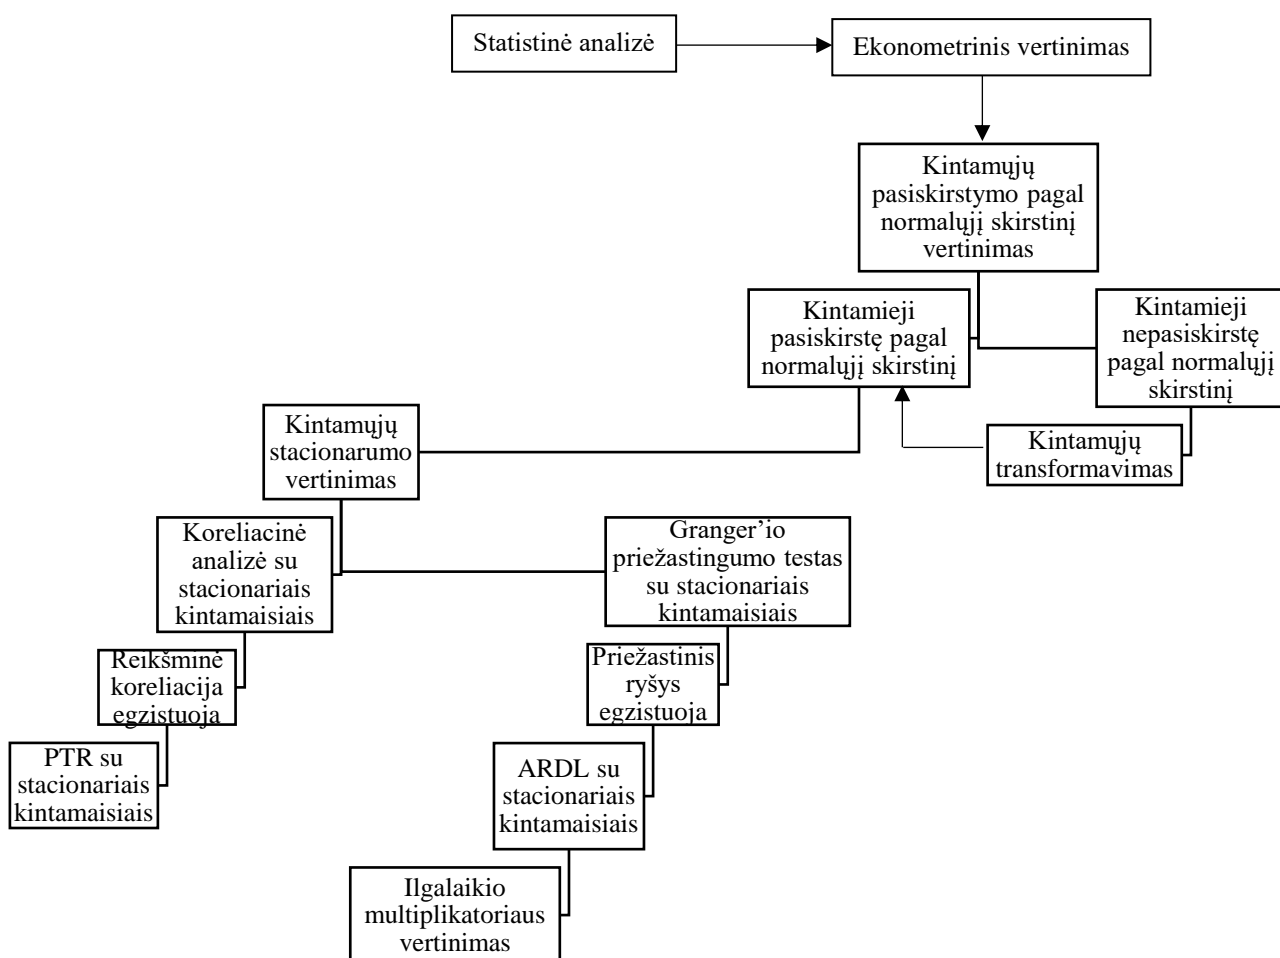 Statistinė analizė
Ekonometrinis vertinimas
Kintamųjų
pasiskirstymo pagal
normalųjį skirstinį
vertinimas
Kintamieji
pasiskirstę pagal
normalųjį skirstinį
Kintamieji
nepasiskirstę
pagal normalųjį
skirstinį
Kintamųjų
transformavimas
Kintamųjų
stacionarumo
vertinimas
Koreliacinė
analizė su
stacionariais
kintamaisiais
Granger’io
priežastingumo testas
su stacionariais
kintamaisiais
Reikšminė
koreliacija
egzistuoja
Priežastinis
ryšys
egzistuoja
PTR su
stacionariais
kintamaisiais
ARDL su
stacionariais
kintamaisiais
Ilgalaikio
multiplikatoriaus
vertinimas